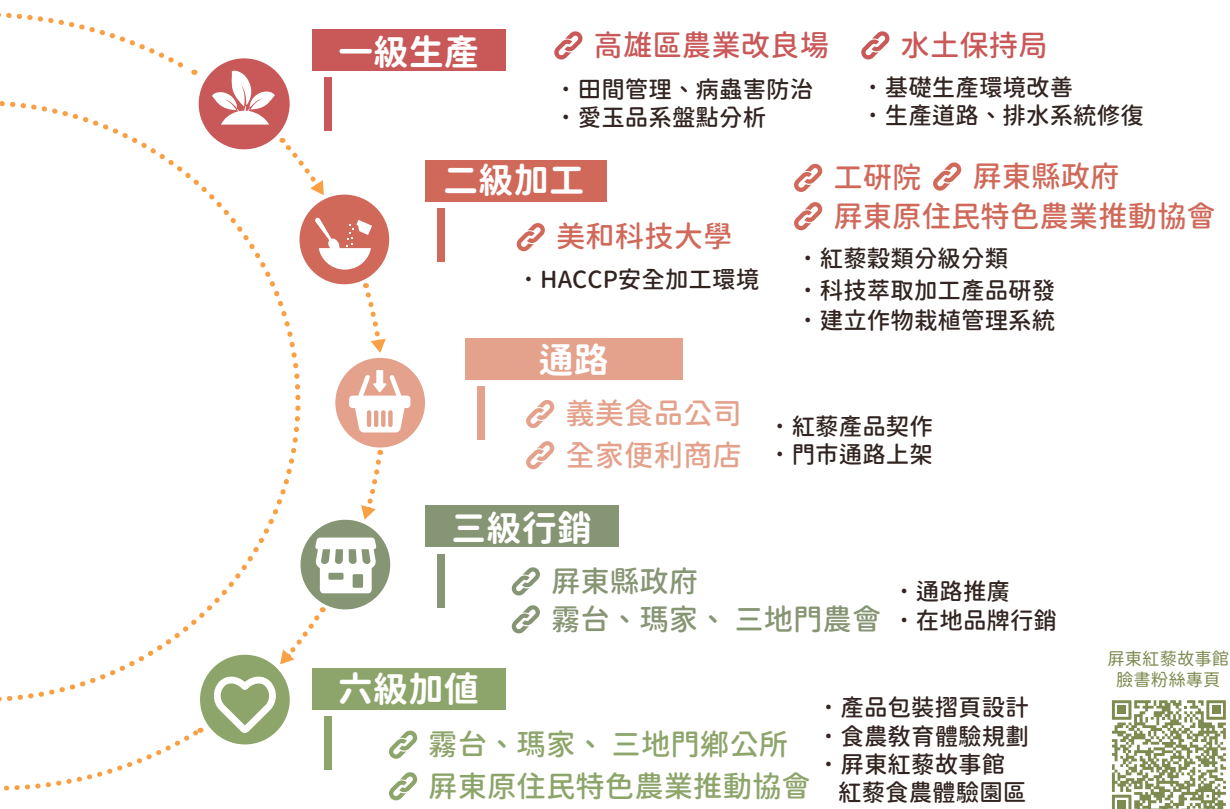 一級生產
高雄區農業改良場
・田間管理、病蟲害防治
・愛玉品系盤點分析
水土保持局
・基礎生產環境改善
・生產道路、排水系統修復
二級加工
美和科技大學
・HACCP安全加工環境
工研院 屏東縣政府
屏東原住民特色農業推動協會
・紅藜穀類分級分類
・科技萃取加工產品研發
・建立作物栽植管理系統
通路
義美食品公司
全家便利商店
・紅藜產品契作
・門市通路上架
三級行銷
屏東縣政府
霧台、瑪家、 三地門農會
・通路推廣
・在地品牌行銷
六級加值
霧台、瑪家、 三地門鄉公所
屏東原住民特色農業推動協會
・產品包裝摺頁設計
・食農教育體驗規劃
・屏東紅藜故事館
紅藜食農體驗園區
屏東紅藜故事館
臉書粉絲專頁